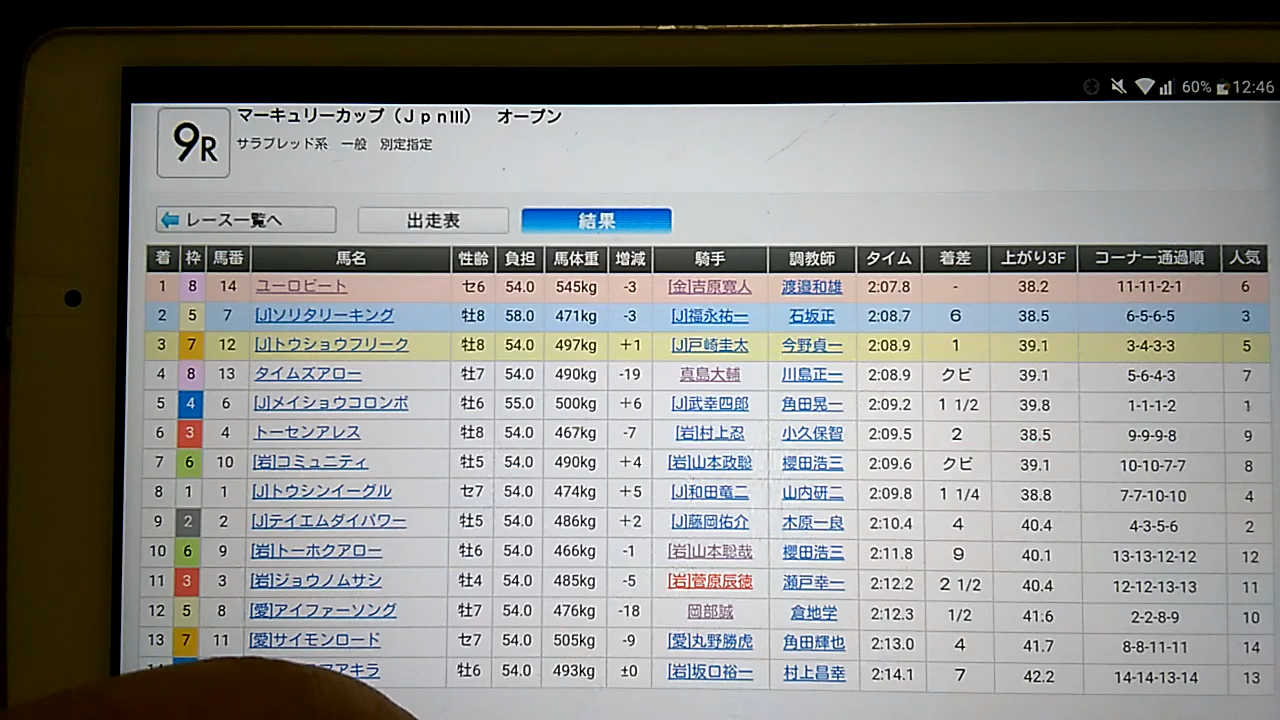 60% 12:46
9R
マーキュリーカップ（ＪｐｎIII） オープン
サラブレッド系 一般 別定指定
レース一覧へ 出走表 結果
着 枠 馬番 馬名 性齢 負担 馬体重 増減 騎手 調教師 タイム 着差 上がり3F コーナー通過順 人気
1 8 14 ユーロビート セ6 54.0 545kg -3 [金]吉原寛人 渡邉和雄 2:07.8 - 38.2 11-11-2-1 6
2 5 7 [J]ソリタリーキング 牡8 58.0 471kg -3 [J]福永祐一 石坂正 2:08.7 6 38.5 6-5-6-5 3
3 7 12 [J]トウショウフリーク 牡8 54.0 497kg +1 [J]戸崎圭太 今野貞一 2:08.9 1 39.1 3-4-3-3 5
4 8 13 タイムズアロー 牡7 54.0 490kg -19 真島大輔 川島正一 2:08.9 クビ 39.1 5-6-4-3 7
5 4 6 [J]メイショウコロンボ 牡6 55.0 500kg +6 [J]武幸四郎 角田晃一 2:09.2 1 1/2 39.8 1-1-1-2 1
6 3 4 トーセンアレス 牡8 54.0 467kg -7 [岩]村上忍 小久保智 2:09.5 2 38.5 9-9-9-8 9
7 6 10 [岩]コミュニティ 牡5 54.0 490kg +4 [岩]山本政聡 櫻田浩三 2:09.6 クビ 39.1 10-10-7-7 8
8 1 1 [J]トウシンイーグル セ7 54.0 474kg +5 [J]和田竜二 山内研二 2:09.8 1 1/4 38.8 7-7-10-10 4
9 2 2 [J]テイエムダイパワー 牡5 54.0 486kg +2 [J]藤岡佑介 木原一良 2:10.4 4 40.4 4-3-5-6 2
10 6 9 [岩]トーホクアロー 牡6 54.0 466kg -1 [岩]山本聡哉 櫻田浩三 2:11.8 9 40.1 13-13-12-12 12
11 3 3 [岩]ジョウノムサシ 牡4 54.0 485kg -5 [岩]菅原辰徳 瀬戸幸一 2:12.2 2 1/2 40.4 12-12-13-13 11
12 5 8 [愛]アイファーソング 牡7 54.0 476kg -18 岡部誠 倉地学 2:12.3 1/2 41.6 2-2-8-9 10
13 7 11 [愛]サイモンロード セ7 54.0 505kg -9 [愛]丸野勝虎 角田輝也 2:13.0 4 41.7 8-8-11-11 14
アキラ 牡6 54.0 493kg ±0 [岩]坂口裕一 村上昌幸 2:14.1 7 42.2 14-14-13-14 13